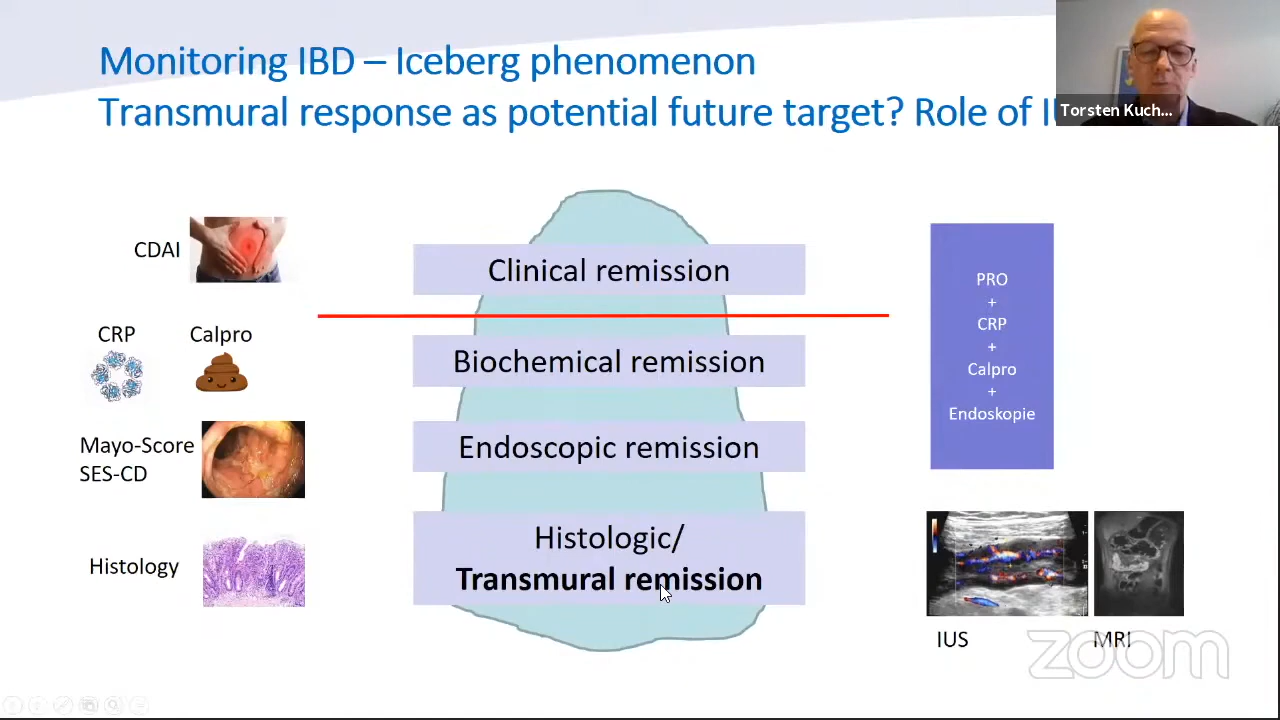 Monitoring IBD – Iceberg phenomenon
Transmural response as potential future target? Role of
Torsten Kuch...
CDAI
Clinical remission
PRO
+
CRP
+
Calpro
+
Endoskopie
CRP
Calpro
Biochemical remission
Mayo-Score
SES-CD
Endoscopic remission
Histology
Histologic/
Transmural remission
IUS
MRI
zoom